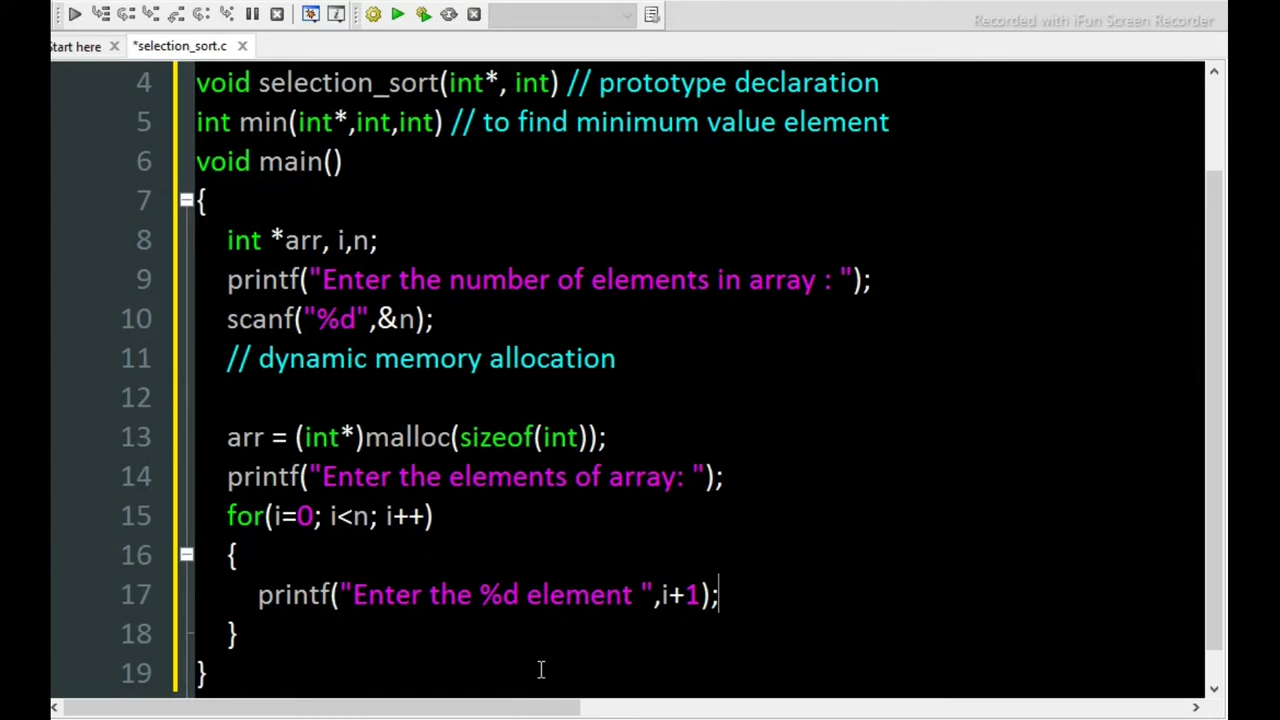 Recorded with iFun Screen Recorder
Start here *selection_sort.c
4 void selection_sort(int*, int) // prototype declaration
5 int min(int*,int,int) // to find minimum value element
6 void main()
7 {
8 int *arr, i,n;
9 printf("Enter the number of elements in array : ");
10 scanf("%d",&n);
11 // dynamic memory allocation
12
13 arr = (int*)malloc(sizeof(int));
14 printf("Enter the elements of array: ");
15 for(i=0; i<n; i++)
16 {
17 printf("Enter the %d element ",i+1);
18 }
19 }